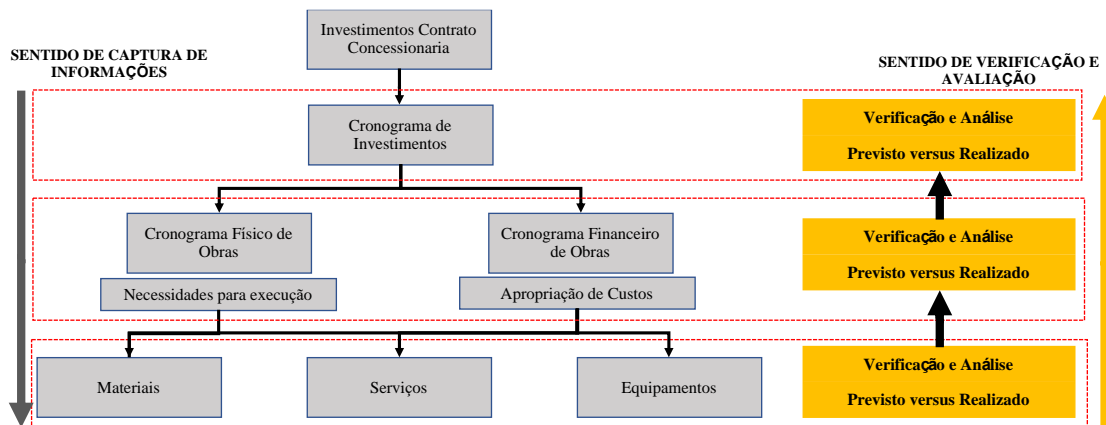 Investimentos Contrato
Concessionaria
SENTIDO DE CAPTURA DE
INFORMAÇÕES
SENTIDO DE VERIFICAÇÃO E
AVALIAÇÃO
Cronograma de
Investimentos
Verificação e Análise
Previsto versus Realizado
Cronograma Físico de
Obras
Cronograma Financeiro
de Obras
Verificação e Análise
Previsto versus Realizado
Necessidades para execução
Apropriação de Custos
Materiais
Serviços
Equipamentos
Verificação e Análise
Previsto versus Realizado